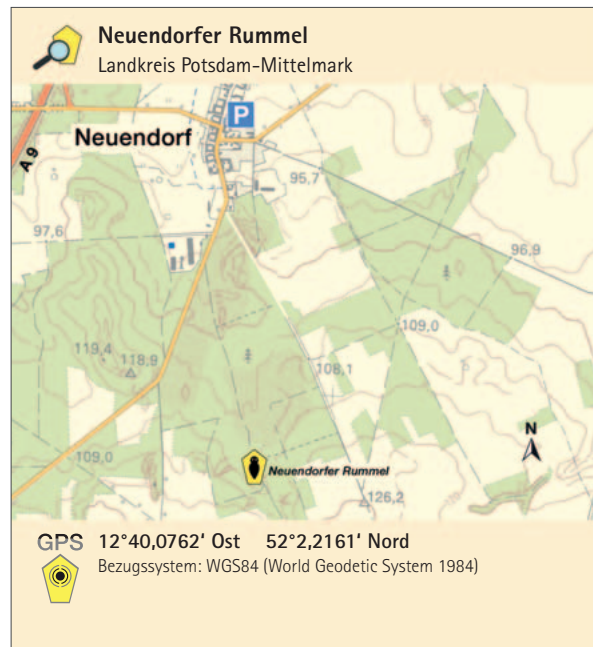 Neuendorfer Rummel
Landkreis Potsdam-Mittelmark
P
Neuendorf
A 9
95,7
97,6
96,9
109,0
119,4
118,9
108,1
109,0
N
Neuendorfer Rummel
126,2
GPS 12°40,0762' Ost 52°2,2161' Nord
Bezugssystem: WGS84 (World Geodetic System 1984)